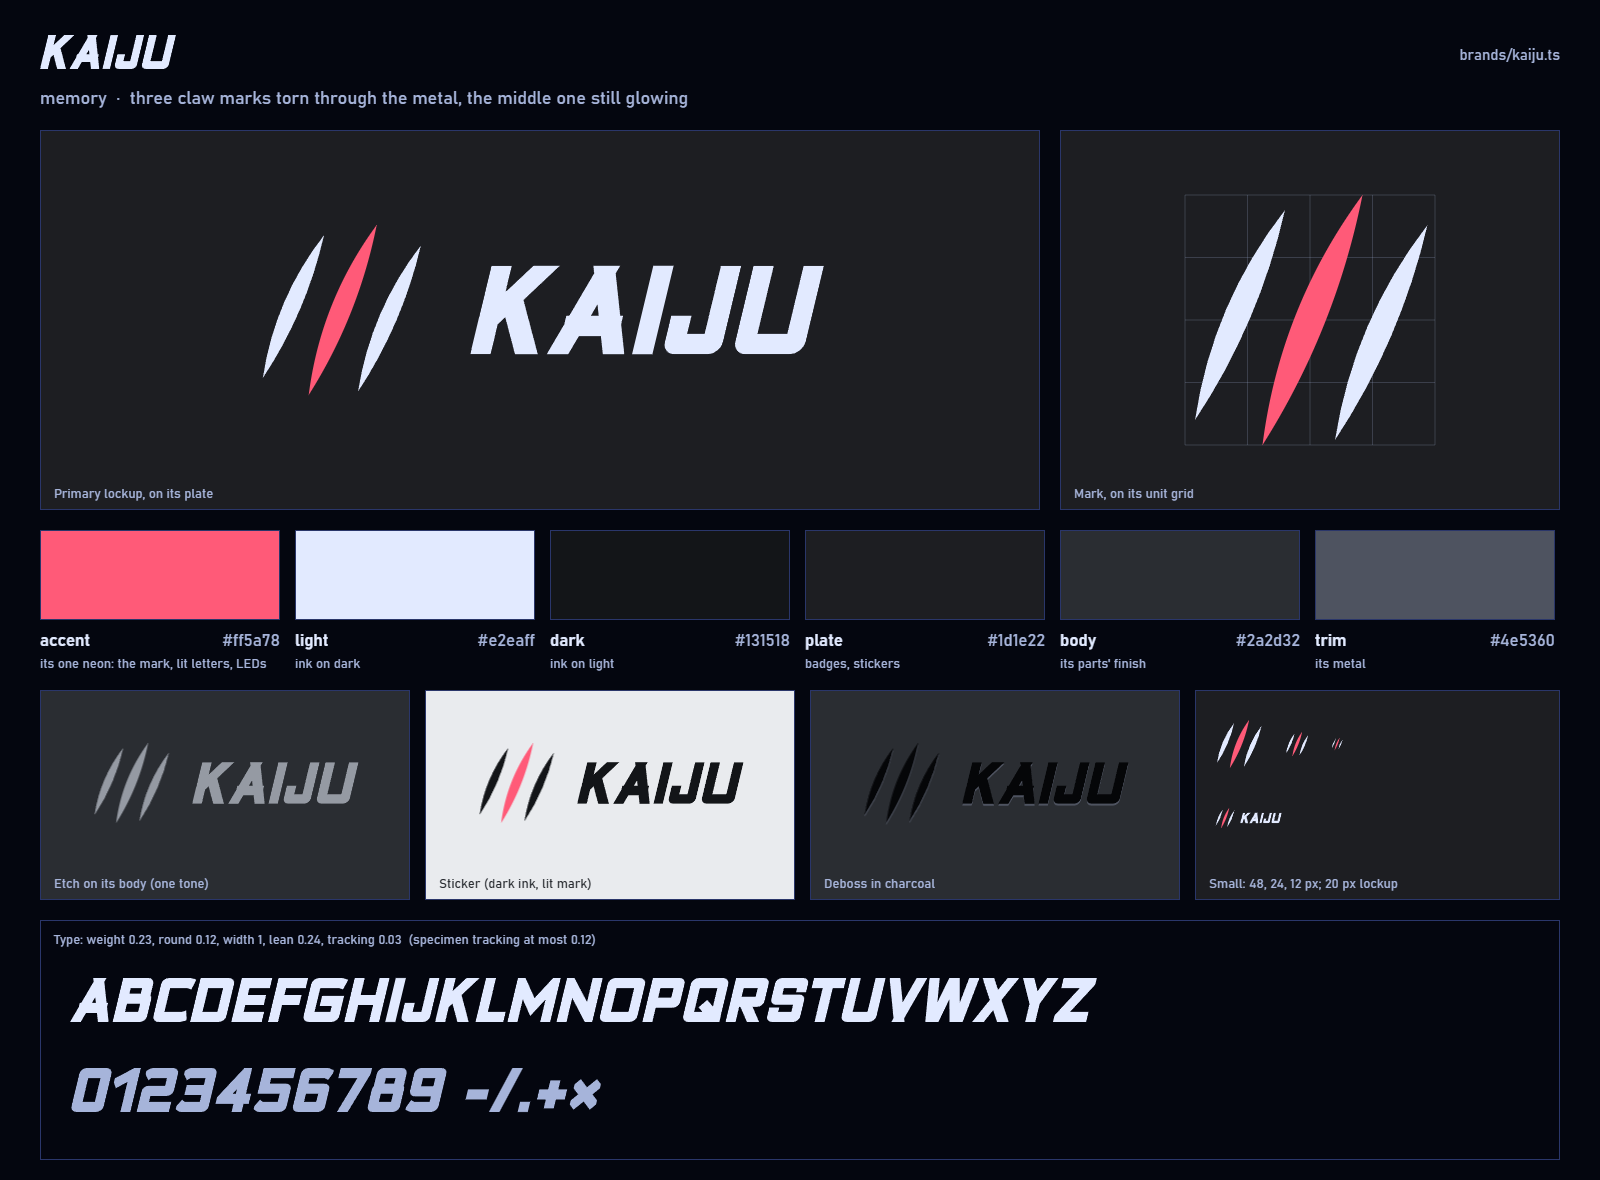 KAIJU
brands/kaiju.ts
memory · three claw marks torn through the metal, the middle one still glowing
KAIJU
Primary lockup, on its plate
Mark, on its unit grid
accent #ff5a78
its one neon: the mark, lit letters, LEDs
light #e2eaff
ink on dark
dark #131518
ink on light
plate #1d1e22
badges, stickers
body #2a2d32
its parts' finish
trim #4e5360
its metal
KAIJU
Etch on its body (one tone)
KAIJU
Sticker (dark ink, lit mark)
KAIJU
Deboss in charcoal
KAIJU
Small: 48, 24, 12 px; 20 px lockup
Type: weight 0.23, round 0.12, width 1, lean 0.24, tracking 0.03 (specimen tracking at most 0.12)
ABCDEFGHIJKLMNOPQRSTUVWXYZ
0123456789 -/.+×